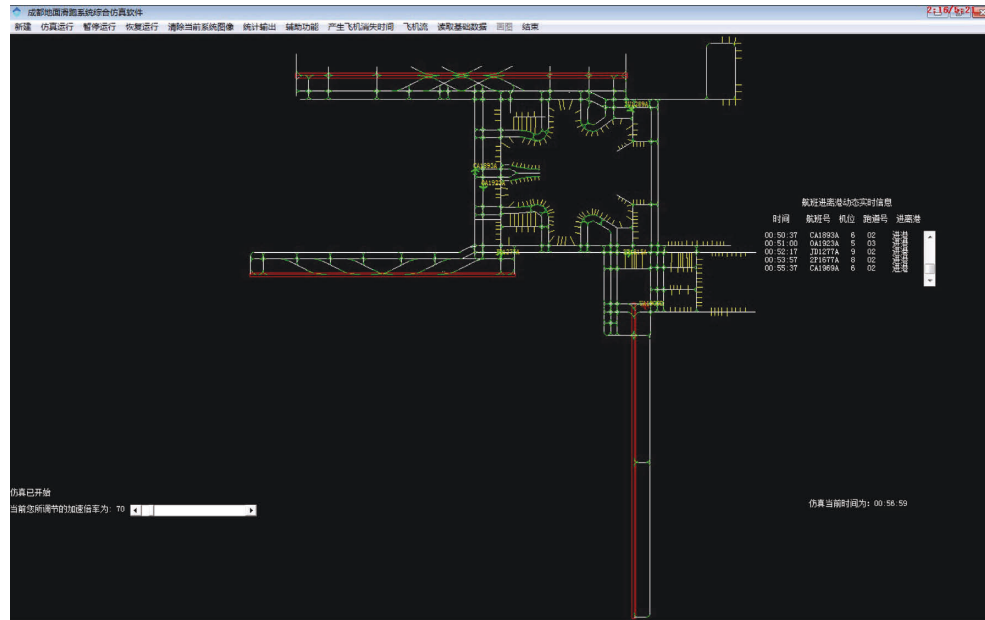 成都地面滑跑系统综合仿真软件
新建 仿真运行 暂停运行 恢复运行 清除当前系统图像 统计输出 辅助功能 产生飞机消失时间 飞机流 读取基础数据 画图 结束
CA1893A
航班进离港动态实时信息
时间 航班号 机位 跑道号 进离港
00:50:37 CA1893A 6 02 进港
00:51:00 OA1923A 5 03 进港
00:52:17 JD1277A 9 02 进港
00:53:57 2P1677A 8 02 进港
00:55:37 CA1969A 6 02 进港
仿真已开始
当前您所调节的加速倍率为: 70
仿真当前时间为: 00:56:59